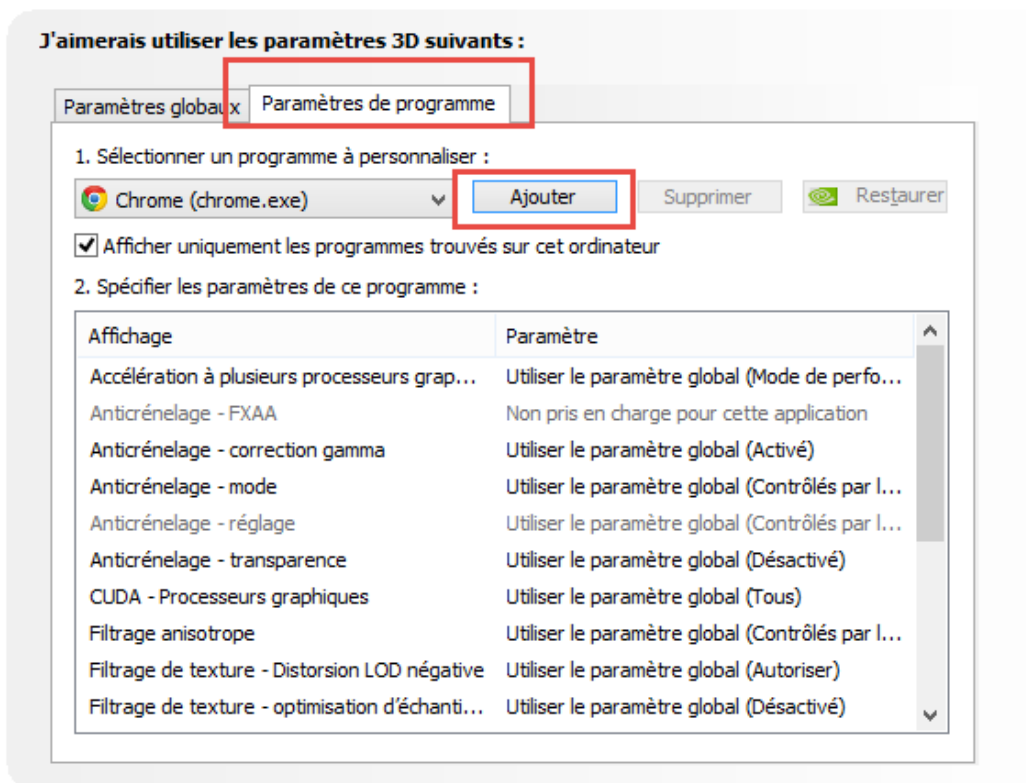 J'aimerais utiliser les paramètres 3D suivants :
Paramètres globaux Paramètres de programme
1. Sélectionner un programme à personnaliser :
Chrome (chrome.exe) Ajouter Supprimer Restaurer
Afficher uniquement les programmes trouvés sur cet ordinateur
2. Spécifier les paramètres de ce programme :
Affichage Paramètre
Accélération à plusieurs processeurs grap... Utiliser le paramètre global (Mode de perfo...
Anticrénelage - FXAA Non pris en charge pour cette application
Anticrénelage - correction gamma Utiliser le paramètre global (Activé)
Anticrénelage - mode Utiliser le paramètre global (Contrôlés par l...
Anticrénelage - réglage Utiliser le paramètre global (Contrôlés par l...
Anticrénelage - transparence Utiliser le paramètre global (Désactivé)
CUDA - Processeurs graphiques Utiliser le paramètre global (Tous)
Filtrage anisotrope Utiliser le paramètre global (Contrôlés par l...
Filtrage de texture - Distorsion LOD négative Utiliser le paramètre global (Autoriser)
Filtrage de texture - optimisation d'échanti... Utiliser le paramètre global (Désactivé)